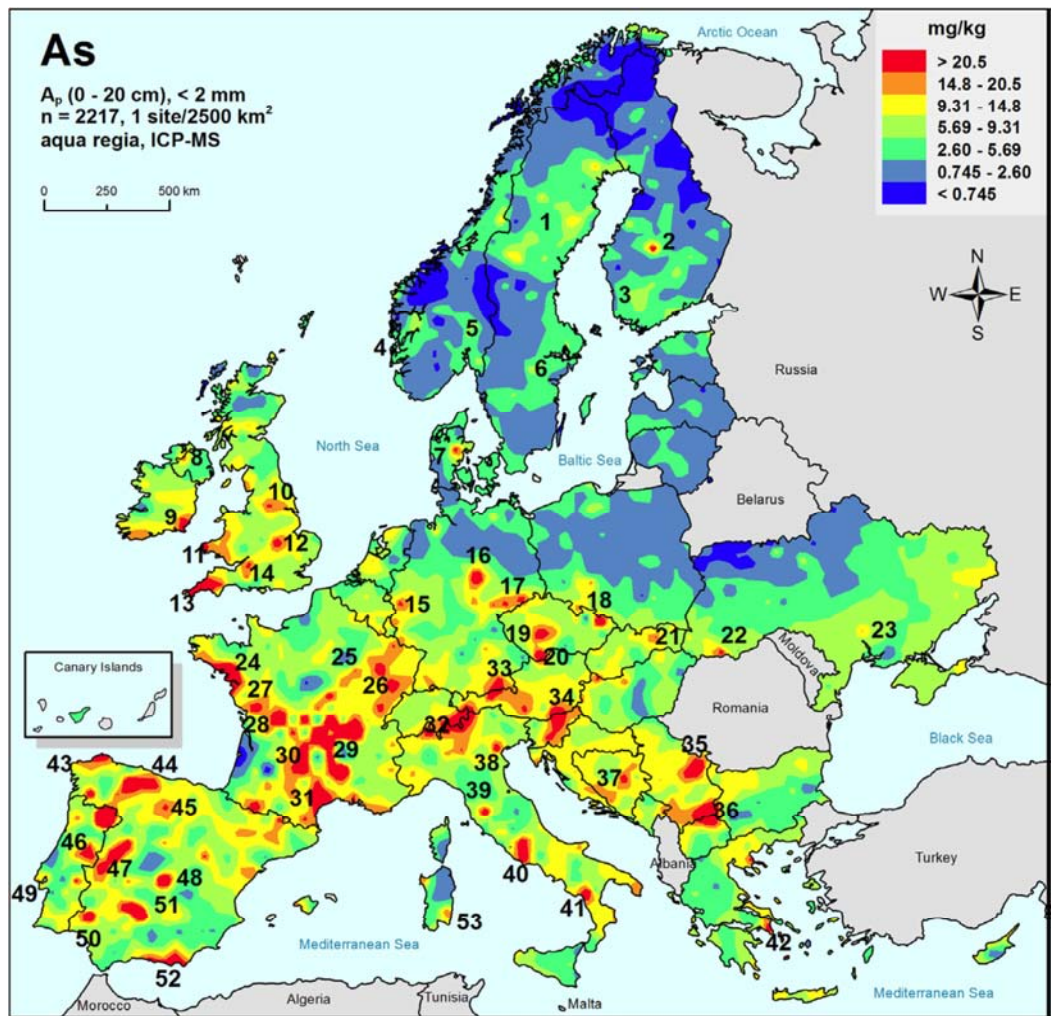 As
Ap (0 - 20 cm), < 2 mm
n = 2217, 1 site/2500 km²
aqua regia, ICP-MS
0 250 500 km
Arctic Ocean
mg/kg
> 20.5
14.8 - 20.5
9.31 - 14.8
5.69 - 9.31
2.60 - 5.69
0.745 - 2.60
< 0.745
N
W E
S
1
2
3
4
5
6
Russia
North Sea
7
Baltic Sea
8
Belarus
9
10
11
12
13
14
15
16
17
18
19
20
21
22
23
Moldova
24
25
26
27
28
29
30
31
32
33
34
Canary Islands
Romania
Black Sea
35
36
37
38
39
40
41
42
43
44
45
46
47
48
49
50
51
52
53
Albania
Turkey
Mediterranean Sea
Mediterranean Sea
Morocco
Algeria
Tunisia
Malta